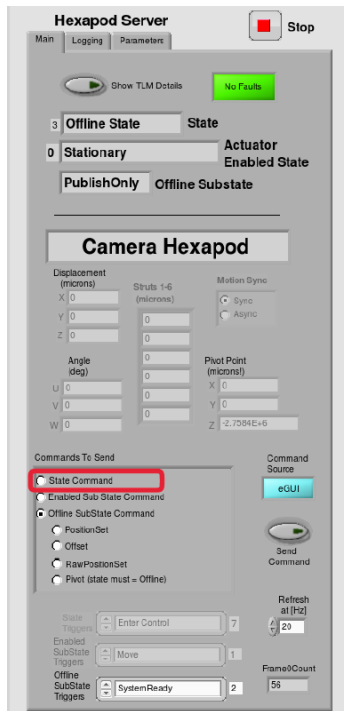 Hexapod Server
Stop
Main Logging Parameters
Show TLM Details
No Faults
3 Offline State State
0 Stationary Actuator Enabled State
PublishOnly Offline Substate
Camera Hexapod
Displacement (microns)
Struts 1-6 (microns)
Motion Sync
X 0
Y 0
Z 0
0
0
0
0
0
0
Sync
Async
Angle (deg)
U 0
V 0
W 0
Pivot Point (microns!)
X 0
Y 0
Z -2.7584E+6
Commands To Send
State Command
Enabled Sub State Command
Offline SubState Command
PositionSet
Offset
RawPositionSet
Pivot (state must = Offline)
Command Source
eGUI
Send Command
Refresh at [Hz]
20
State Triggers Enter Control 7
Enabled SubState Triggers Move 1
Offline SubState Triggers SystemReady 2
Frame0Count
56